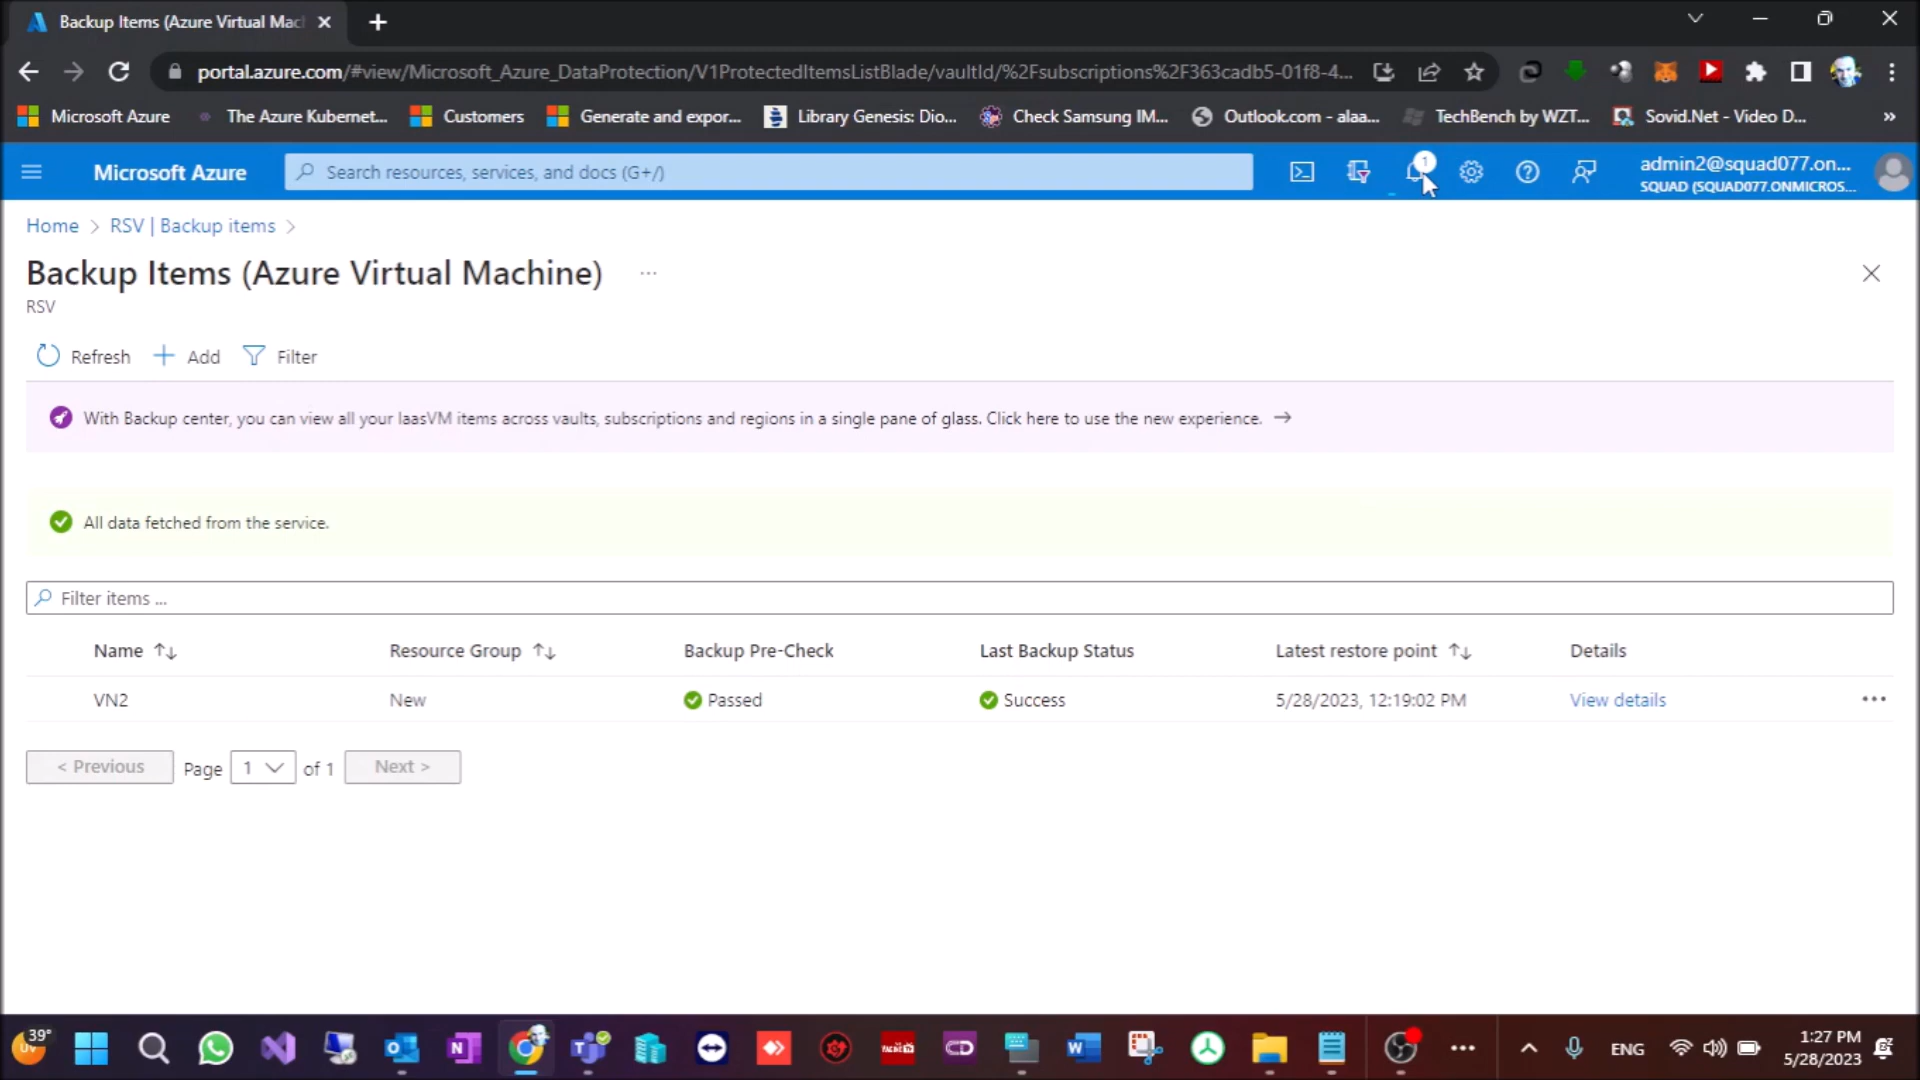 Backup Items (Azure Virtual Mac
portal.azure.com/#view/Microsoft_Azure_DataProtection/V1ProtectedItemsListBlade/vaultId/%2Fsubscriptions%2F363cadb5-01f8-4...
Microsoft Azure
The Azure Kubernet...
Customers
Generate and expor...
Library Genesis: Dio...
Check Samsung IM...
Outlook.com - alaa...
TechBench by WZT...
Sovid.Net - Video D...
»
Microsoft Azure
Search resources, services, and docs (G+/)
1
admin2@squad077.on...
SQUAD (SQUAD077.ONMICROS...
Home > RSV | Backup items >
Backup Items (Azure Virtual Machine) ...
RSV
Refresh
Add
Filter
With Backup center, you can view all your IaasVM items across vaults, subscriptions and regions in a single pane of glass. Click here to use the new experience. →
All data fetched from the service.
Filter items ...
Name ↑↓ Resource Group ↑↓ Backup Pre-Check Last Backup Status Latest restore point ↑↓ Details
VN2 New Passed Success 5/28/2023, 12:19:02 PM View details ...
< Previous Page 1 of 1 Next >
39°
UV
ENG
1:27 PM
5/28/2023